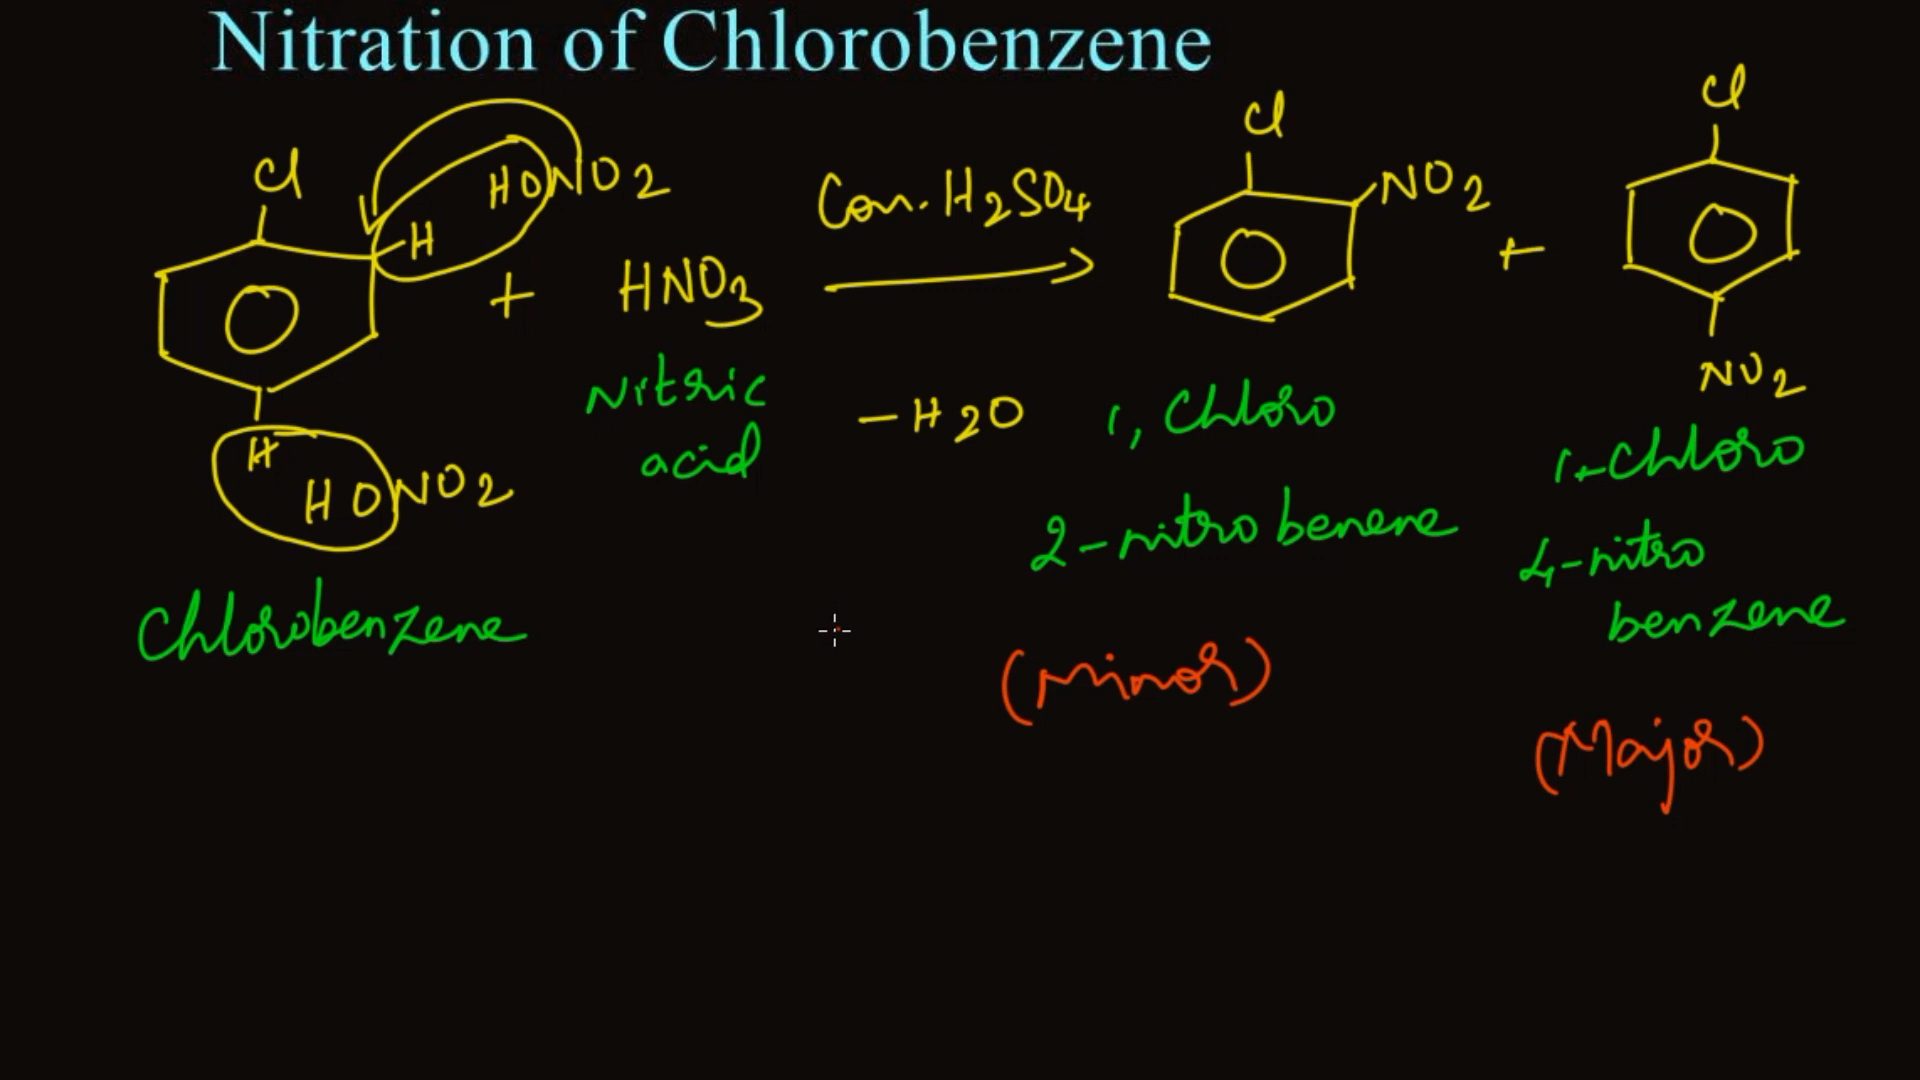 Nitration of Chlorobenzene
Cl
H
HONO2
+
HNO3
Con. H2SO4
Cl
NO2
+
Cl
NO2
H
HONO2
Nitric
acid
-H2O
1, Chloro
2-nitro benene
1-Chloro
4-nitro
benzene
Chlorobenzene
(Minor)
(Major)